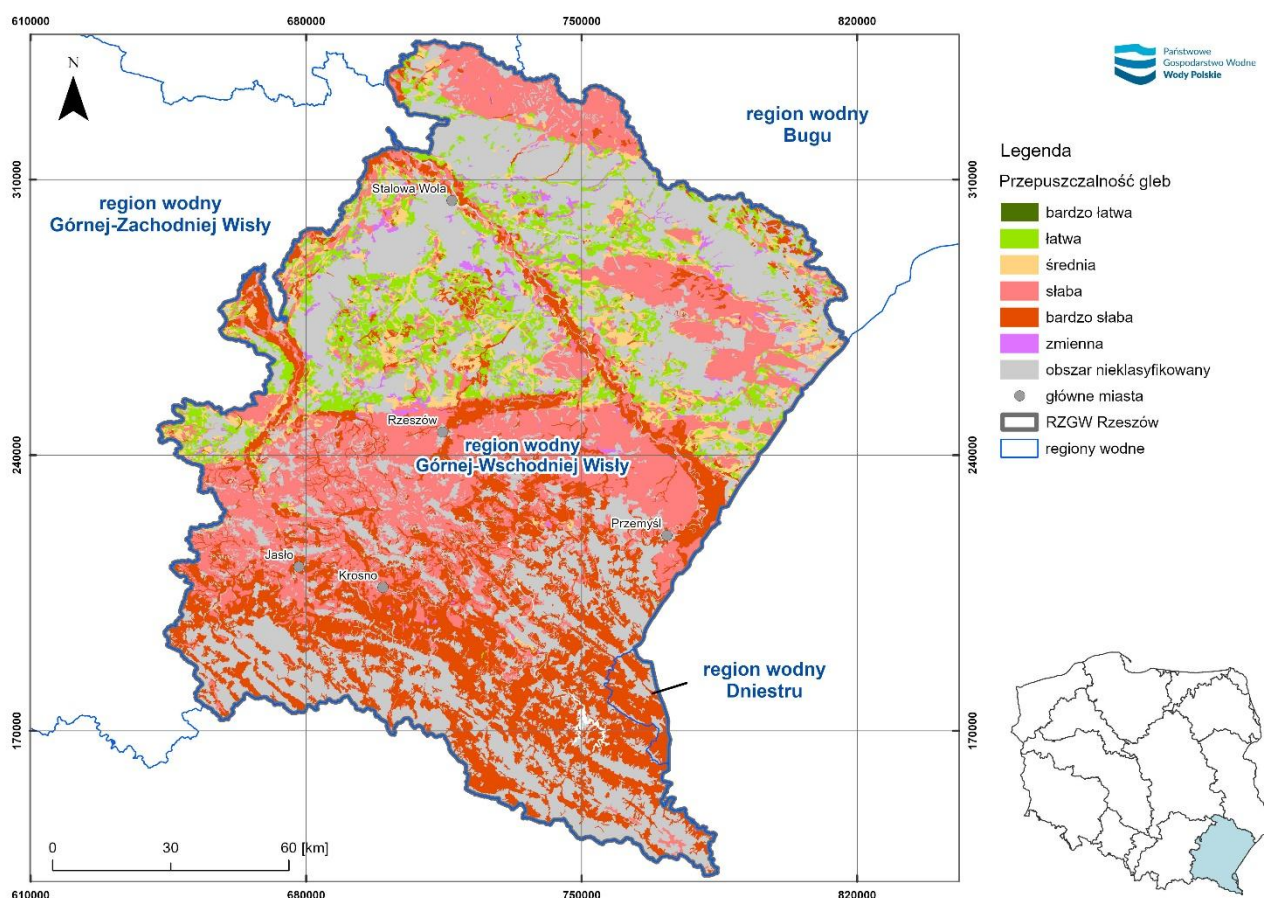 610000 680000 750000 820000
N
Państwowe
Gospodarstwo Wodne
Wody Polskie
region wodny
Bugu
Legenda
Przepuszczalność gleb
bardzo łatwa
łatwa
średnia
słaba
bardzo słaba
zmienna
obszar nieklasyfikowany
główne miasta
RZGW Rzeszów
regiony wodne
310000 310000
Stalowa Wola
region wodny
Górnej-Zachodniej Wisły
Rzeszów
region wodny
Górnej-Wschodniej Wisły
240000 240000
Przemyśl
Jasło
Krosno
region wodny
Dniestru
170000 170000
0 30 60 [km]
610000 680000 750000 820000